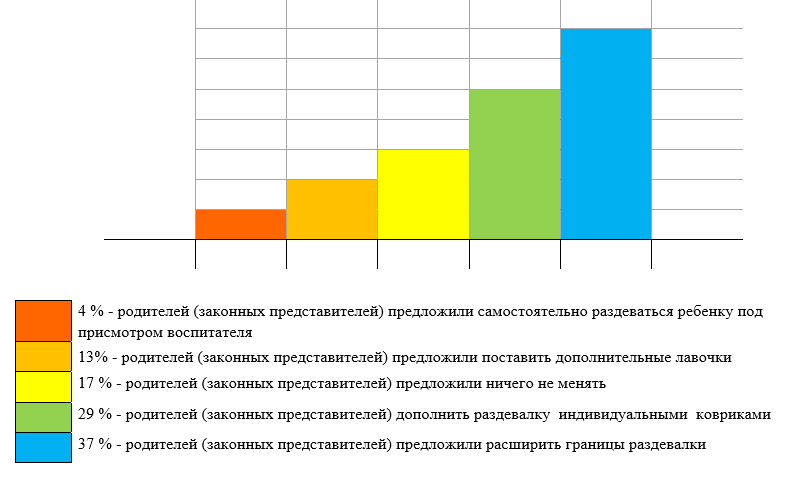 4 % - родителей (законных представителей) предложили самостоятельно раздеваться ребенку под
присмотром воспитателя
13% - родителей (законных представителей) предложили поставить дополнительные лавочки
17 % - родителей (законных представителей) предложили ничего не менять
29 % - родителей (законных представителей) дополнить раздевалку индивидуальными ковриками
37 % - родителей (законных представителей) предложили расширить границы раздевалки